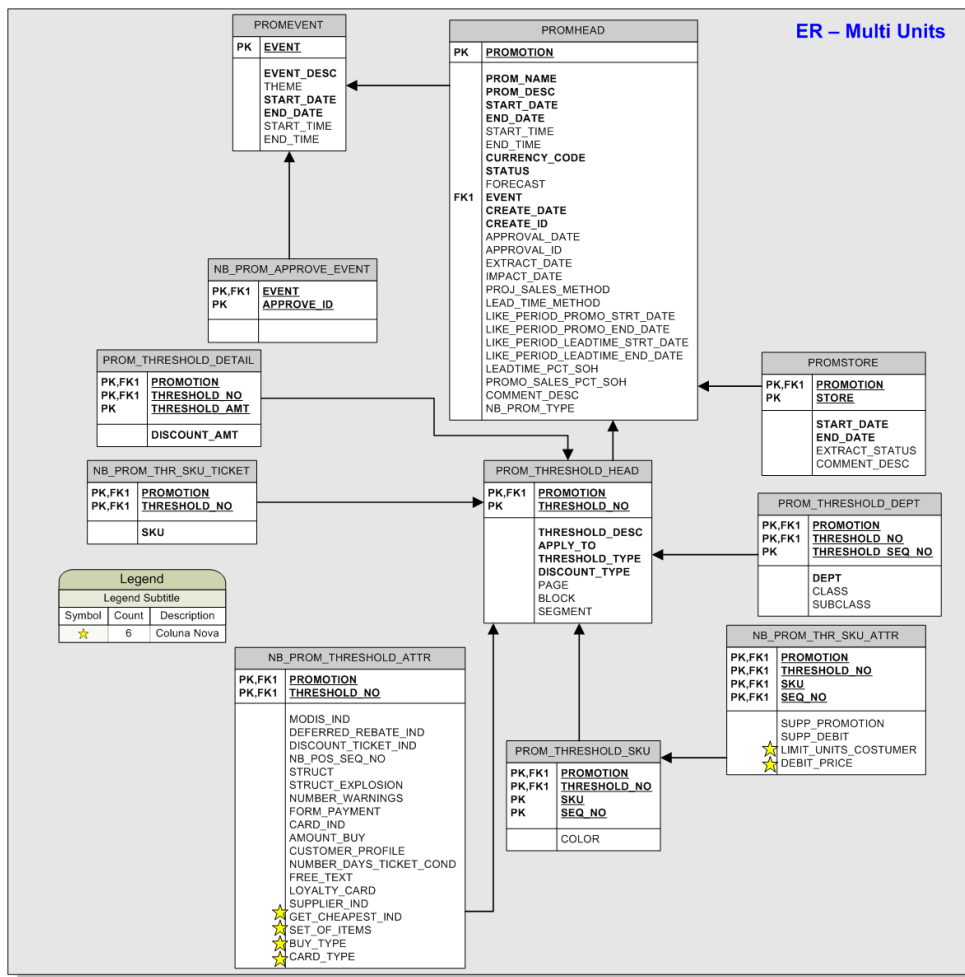 ER – Multi Units
PROMEVENT
PK EVENT
EVENT_DESC
THEME
START_DATE
END_DATE
START_TIME
END_TIME
PROMHEAD
PK PROMOTION
PROM_NAME
PROM_DESC
START_DATE
END_DATE
START_TIME
END_TIME
CURRENCY_CODE
STATUS
FORECAST
FK1 EVENT
CREATE_DATE
CREATE_ID
APPROVAL_DATE
APPROVAL_ID
EXTRACT_DATE
IMPACT_DATE
PROJ_SALES_METHOD
LEAD_TIME_METHOD
LIKE_PERIOD_PROMO_STRT_DATE
LIKE_PERIOD_PROMO_END_DATE
LIKE_PERIOD_LEADTIME_STRT_DATE
LIKE_PERIOD_LEADTIME_END_DATE
LEADTIME_PCT_SOH
PROMO_SALES_PCT_SOH
COMMENT_DESC
NB_PROM_TYPE
NB_PROM_APPROVE_EVENT
PK,FK1 EVENT
PK APPROVE_ID
PROM_THRESHOLD_DETAIL
PK,FK1 PROMOTION
PK,FK1 THRESHOLD_NO
PK THRESHOLD_AMT
DISCOUNT_AMT
PROMSTORE
PK,FK1 PROMOTION
PK STORE
START_DATE
END_DATE
EXTRACT_STATUS
COMMENT_DESC
NB_PROM_THR_SKU_TICKET
PK,FK1 PROMOTION
PK,FK1 THRESHOLD_NO
SKU
PROM_THRESHOLD_HEAD
PK,FK1 PROMOTION
PK THRESHOLD_NO
THRESHOLD_DESC
APPLY_TO
THRESHOLD_TYPE
DISCOUNT_TYPE
PAGE
BLOCK
SEGMENT
PROM_THRESHOLD_DEPT
PK,FK1 PROMOTION
PK,FK1 THRESHOLD_NO
PK THRESHOLD_SEQ_NO
DEPT
CLASS
SUBCLASS
Legend
Legend Subtitle
Symbol Count Description
6 Coluna Nova
NB_PROM_THRESHOLD_ATTR
PK,FK1 PROMOTION
PK,FK1 THRESHOLD_NO
MODIS_IND
DEFERRED_REBATE_IND
DISCOUNT_TICKET_IND
NB_POS_SEQ_NO
STRUCT
STRUCT_EXPLOSION
NUMBER_WARNINGS
FORM_PAYMENT
CARD_IND
AMOUNT_BUY
CUSTOMER_PROFILE
NUMBER_DAYS_TICKET_COND
FREE_TEXT
LOYALTY_CARD
SUPPLIER_IND
GET_CHEAPEST_IND
SET_OF_ITEMS
BUY_TYPE
CARD_TYPE
NB_PROM_THR_SKU_ATTR
PK,FK1 PROMOTION
PK,FK1 THRESHOLD_NO
PK,FK1 SKU
PK,FK1 SEQ_NO
SUPP_PROMOTION
SUPP_DEBIT
LIMIT_UNITS_COSTUMER
DEBIT_PRICE
PROM_THRESHOLD_SKU
PK,FK1 PROMOTION
PK,FK1 THRESHOLD_NO
PK SKU
PK SEQ_NO
COLOR